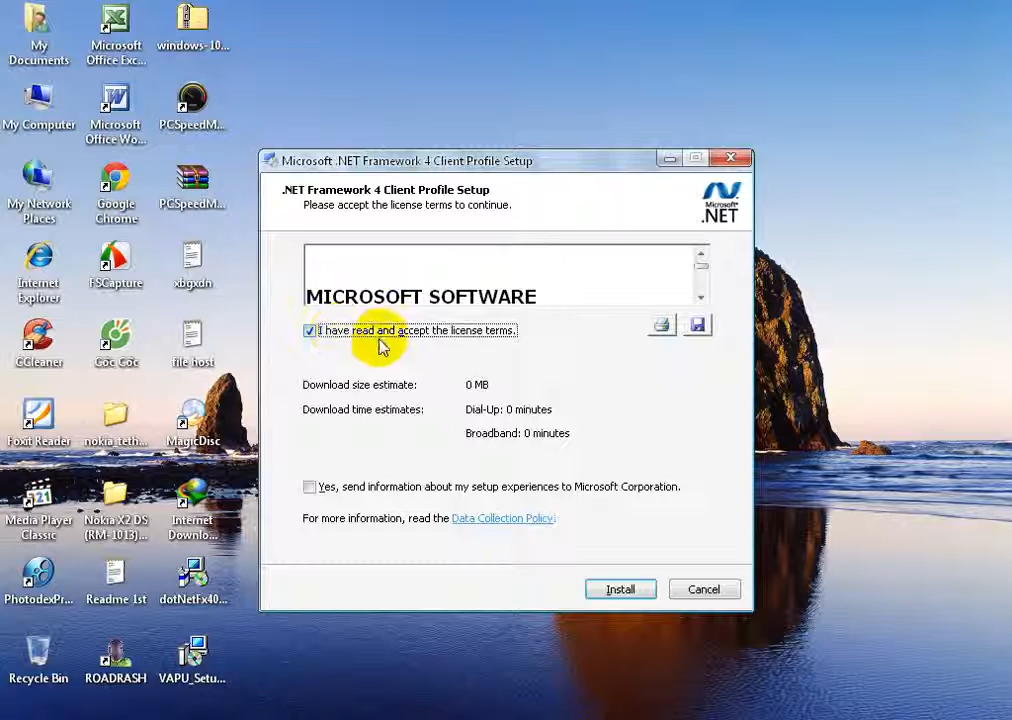 My
Documents
Microsoft
Office Exc...
windows-10...
My Computer
Microsoft
Office Wo...
PCSpeedM...
My Network
Places
Google
Chrome
PCSpeedM...
Internet
Explorer
FSCapture
xbgxdn
CCleaner
Cốc Cốc
file host
Foxit Reader
nokia_teth...
MagicDisc
321
Media Player
Classic
Nokia X2 DS
(RM-1013)...
Internet
Downlo...
PhotodexPr...
Readme 1st
dotNetFx40...
Recycle Bin
ROADRASH
VAPU_Setu...
Microsoft .NET Framework 4 Client Profile Setup
.NET Framework 4 Client Profile Setup
Please accept the license terms to continue.
Microsoft®
.NET
MICROSOFT SOFTWARE
I have read and accept the license terms.
Download size estimate: 0 MB
Download time estimates: Dial-Up: 0 minutes
Broadband: 0 minutes
Yes, send information about my setup experiences to Microsoft Corporation.
For more information, read the Data Collection Policy.
Install
Cancel